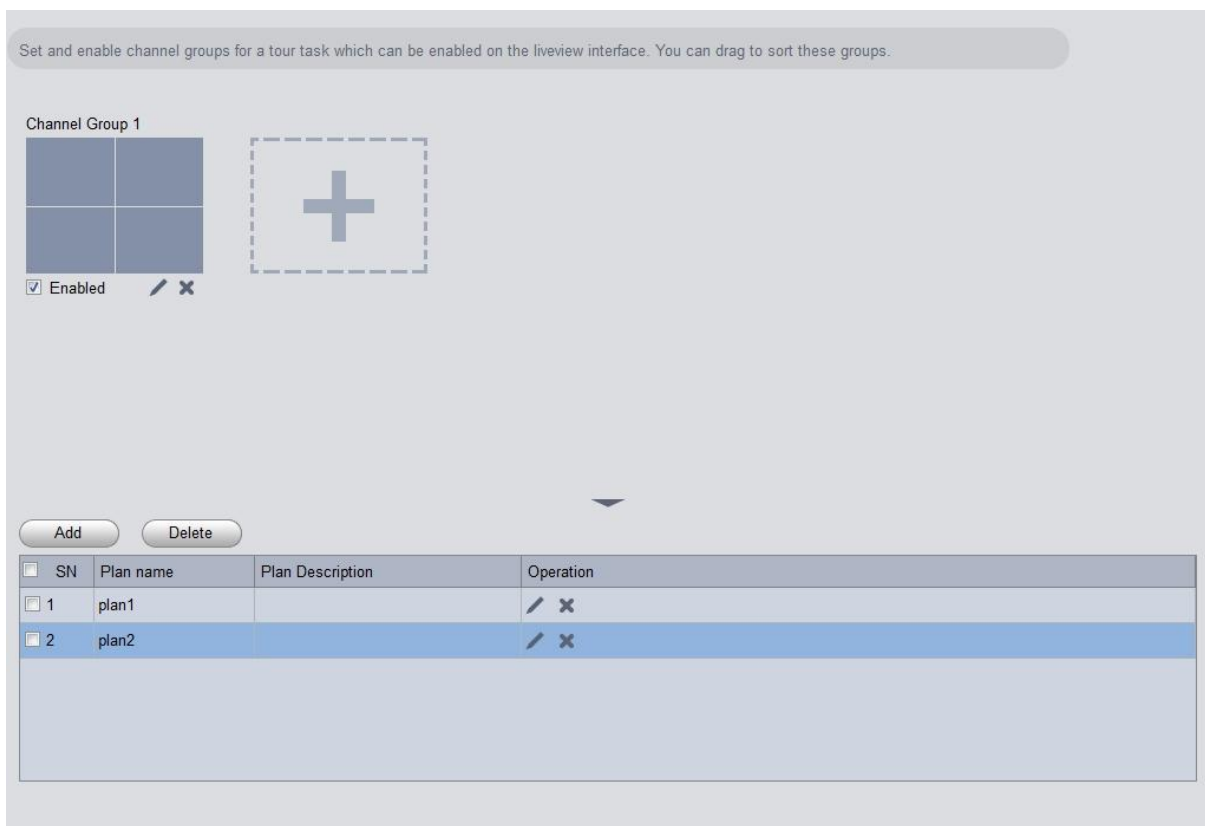 Set and enable channel groups for a tour task which can be enabled on the liveview interface. You can drag to sort these groups.
Channel Group 1
Enabled
Add Delete
SN Plan name Plan Description Operation
1 plan1
2 plan2